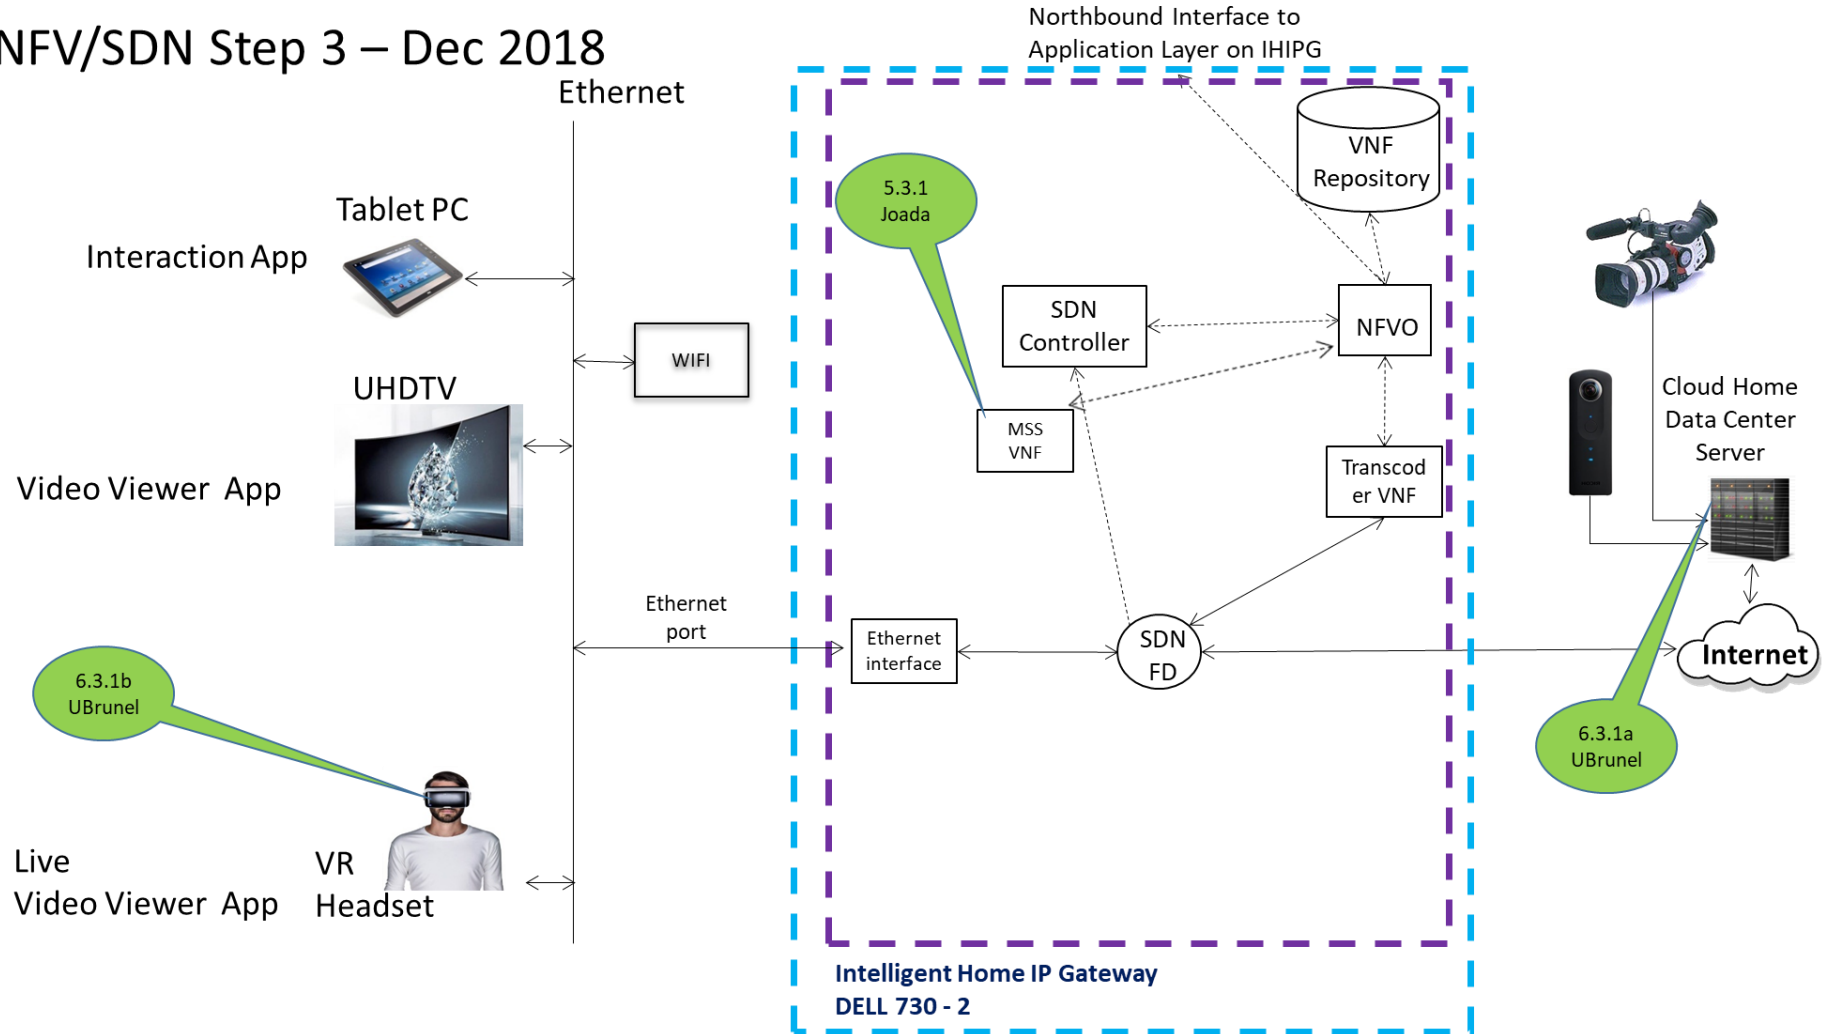 NFV/SDN Step 3 – Dec 2018
Northbound Interface to
Application Layer on IHIPG
Ethernet
VNF
Repository
5.3.1
Joada
Tablet PC
Interaction App
SDN
Controller
NFVO
WIFI
UHDTV
Cloud Home
Data Center
Server
MSS
VNF
Transcod
er VNF
Video Viewer App
Ethernet
port
Ethernet
interface
SDN
FD
Internet
6.3.1b
UBrunel
6.3.1a
UBrunel
Live
Video Viewer App
VR
Headset
Intelligent Home IP Gateway
DELL 730 - 2